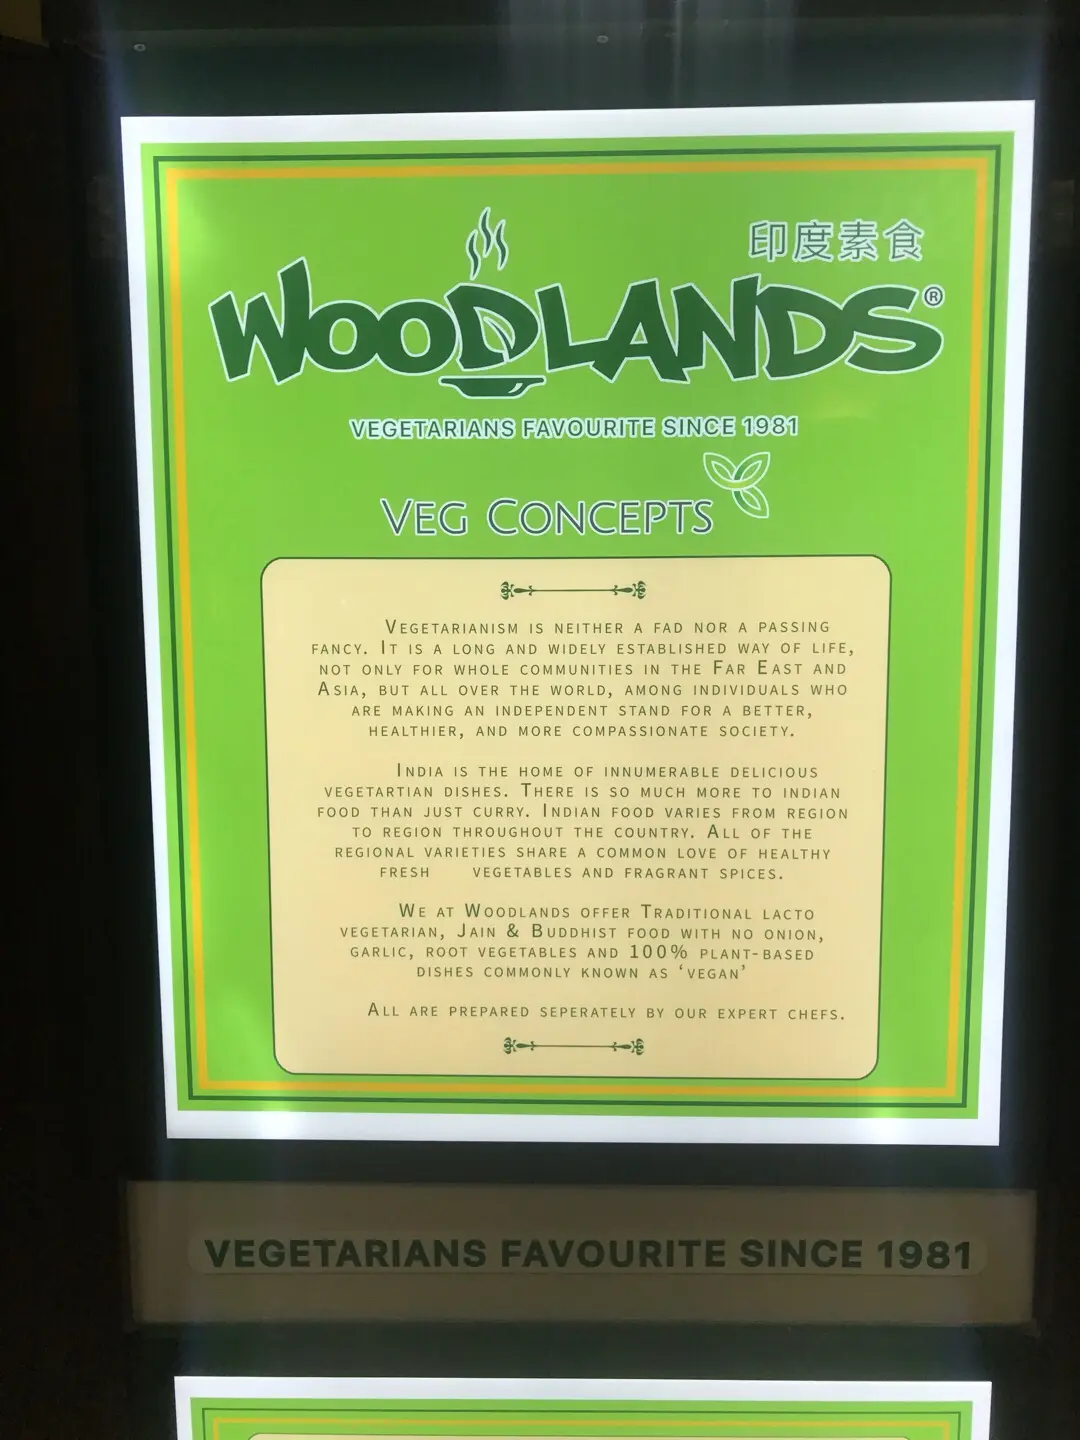 印度素食
WOODLANDS®
VEGETARIANS FAVOURITE SINCE 1981
VEG CONCEPTS
VEGETARIANISM IS NEITHER A FAD NOR A PASSING
FANCY. IT IS A LONG AND WIDELY ESTABLISHED WAY OF LIFE,
NOT ONLY FOR WHOLE COMMUNITIES IN THE FAR EAST AND
ASIA, BUT ALL OVER THE WORLD, AMONG INDIVIDUALS WHO
ARE MAKING AN INDEPENDENT STAND FOR A BETTER,
HEALTHIER, AND MORE COMPASSIONATE SOCIETY.
INDIA IS THE HOME OF INNUMERABLE DELICIOUS
VEGETARTIAN DISHES. THERE IS SO MUCH MORE TO INDIAN
FOOD THAN JUST CURRY. INDIAN FOOD VARIES FROM REGION
TO REGION THROUGHOUT THE COUNTRY. ALL OF THE
REGIONAL VARIETIES SHARE A COMMON LOVE OF HEALTHY
FRESH VEGETABLES AND FRAGRANT SPICES.
WE AT WOODLANDS OFFER TRADITIONAL LACTO
VEGETARIAN, JAIN & BUDDHIST FOOD WITH NO ONION,
GARLIC, ROOT VEGETABLES AND 100% PLANT-BASED
DISHES COMMONLY KNOWN AS ‘VEGAN’
ALL ARE PREPARED SEPERATELY BY OUR EXPERT CHEFS.
VEGETARIANS FAVOURITE SINCE 1981